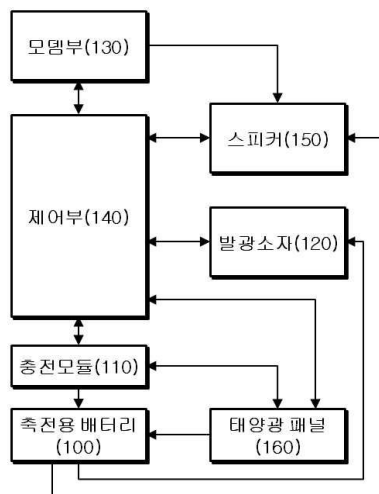 모뎀부(130)
스피커(150)
제어부(140)
발광소자(120)
충전모듈(110)
축전용 배터리
(100)
태양광 패널
(160)